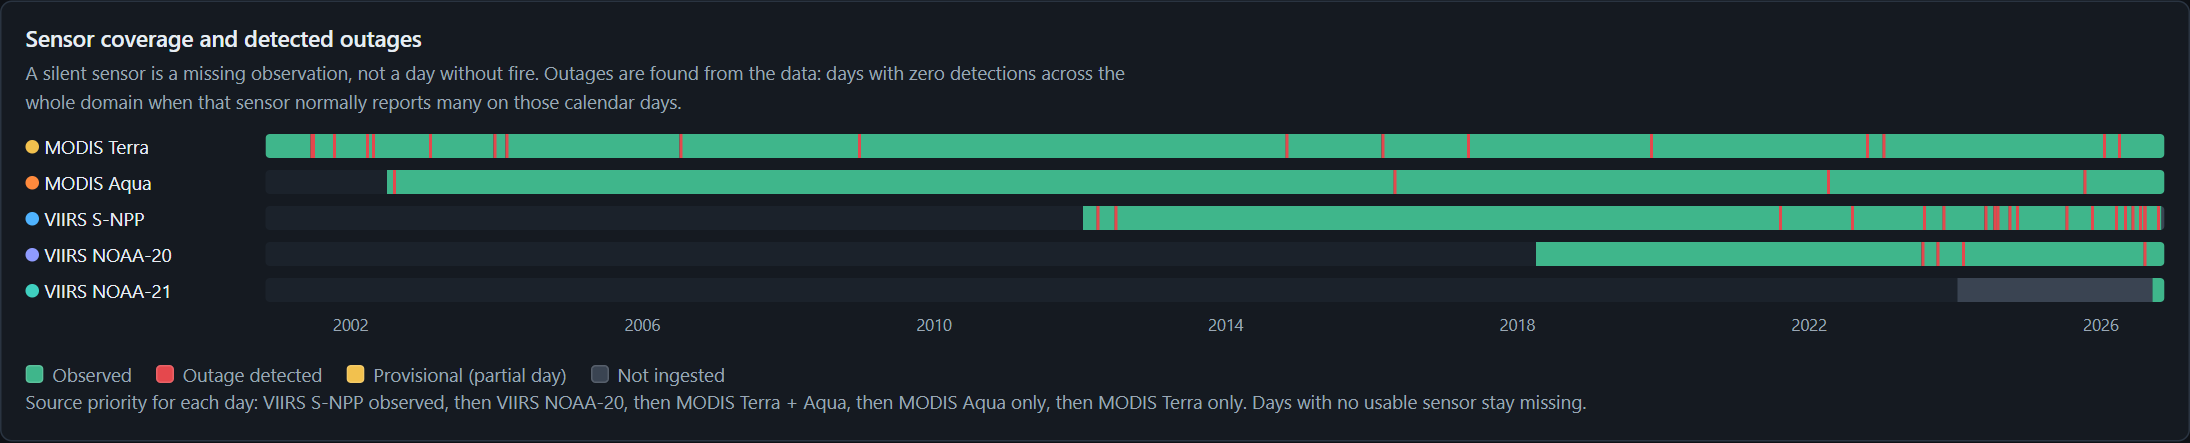 Sensor coverage and detected outages
A silent sensor is a missing observation, not a day without fire. Outages are found from the data: days with zero detections across the
whole domain when that sensor normally reports many on those calendar days.
MODIS Terra
MODIS Aqua
VIIRS S-NPP
VIIRS NOAA-20
VIIRS NOAA-21
2002 2006 2010 2014 2018 2022 2026
Observed Outage detected Provisional (partial day) Not ingested
Source priority for each day: VIIRS S-NPP observed, then VIIRS NOAA-20, then MODIS Terra + Aqua, then MODIS Aqua only, then MODIS Terra only. Days with no usable sensor stay missing.